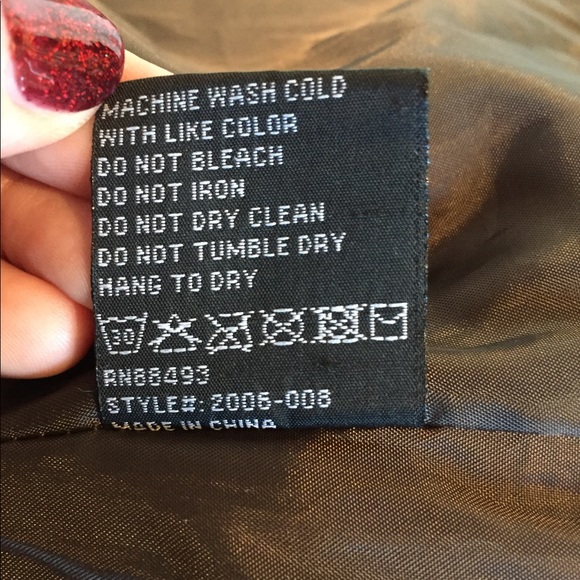 MACHINE WASH COLD
WITH LIKE COLOR
DO NOT BLEACH
DO NOT IRON
DO NOT DRY CLEAN
DO NOT TUMBLE DRY
HANG TO DRY
30
RN88493
STYLE#: 2006-008
MADE IN CHINA